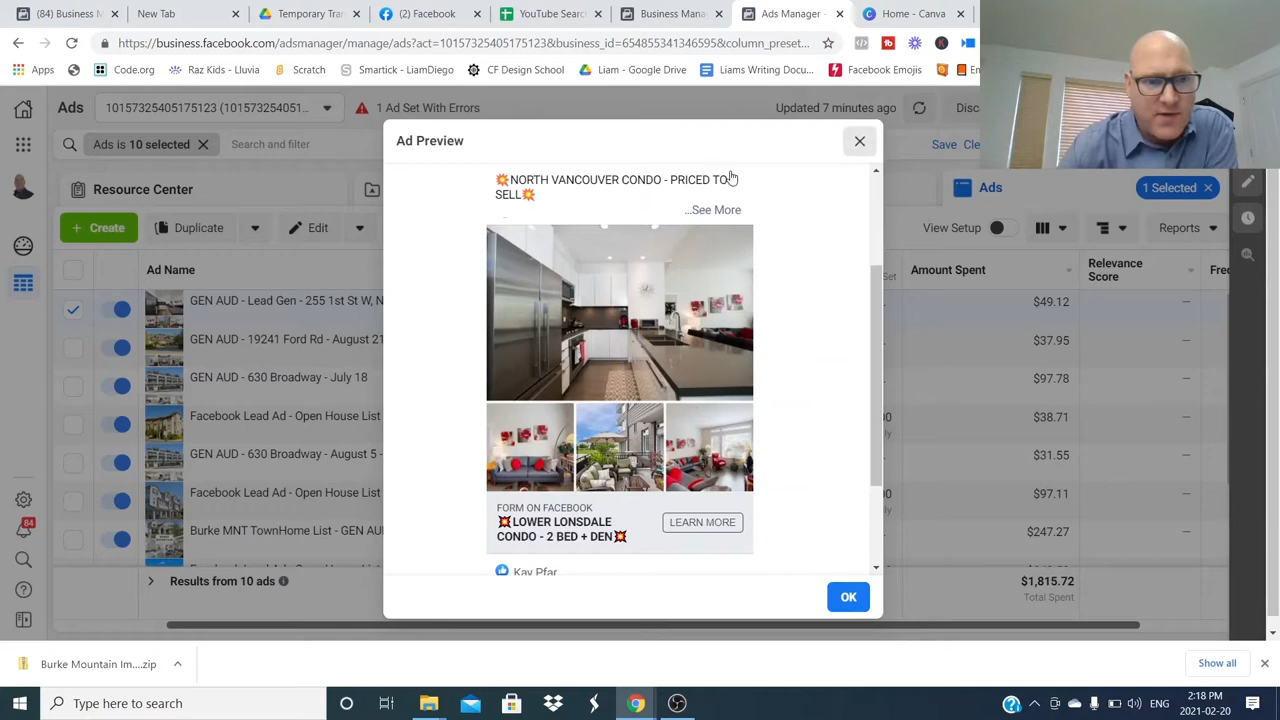 (84) Business M
New Tab
Temporary Tran
(2) Facebook
YouTube Searc
Business Mana
Ads Manager -
Home - Canva
https://business.facebook.com/adsmanager/manage/ads?act=10157325405175123&business_id=654855341346595&column_preset...
Apps
Code.org
Raz Kids - Livnia
Scratch
Smartick - LiamDiego
CF Design School
Liam - Google Drive
Liams Writing Docu...
Facebook Emojis
Ads
10157325405175123 (101573254051...
1 Ad Set With Errors
Updated 7 minutes ago
Disc
Ads is 10 selected
Search and filter
Save
Cle
Resource Center
Ads
1 Selected
+ Create
Duplicate
Edit
View Setup
Reports
Ad Name
Amount Spent
Relevance
Score
Fre
GEN AUD - Lead Gen - 255 1st St W, N
$49.12
—
GEN AUD - 19241 Ford Rd - August 21
$37.95
—
GEN AUD - 630 Broadway - July 18
$97.78
—
Facebook Lead Ad - Open House List
$38.71
—
GEN AUD - 630 Broadway - August 5 -
$31.55
—
Facebook Lead Ad - Open House List
$97.11
—
Burke MNT TownHome List - GEN AU
$247.27
—
Results from 10 ads
$1,815.72
Total Spent
Ad Preview
💥NORTH VANCOUVER CONDO - PRICED TO
SELL💥
...See More
FORM ON FACEBOOK
💥LOWER LONSDALE
CONDO - 2 BED + DEN💥
LEARN MORE
Kay Pfar
OK
84
Burke Mountain Im....zip
Show all
Type here to search
ENG
2:18 PM
2021-02-20